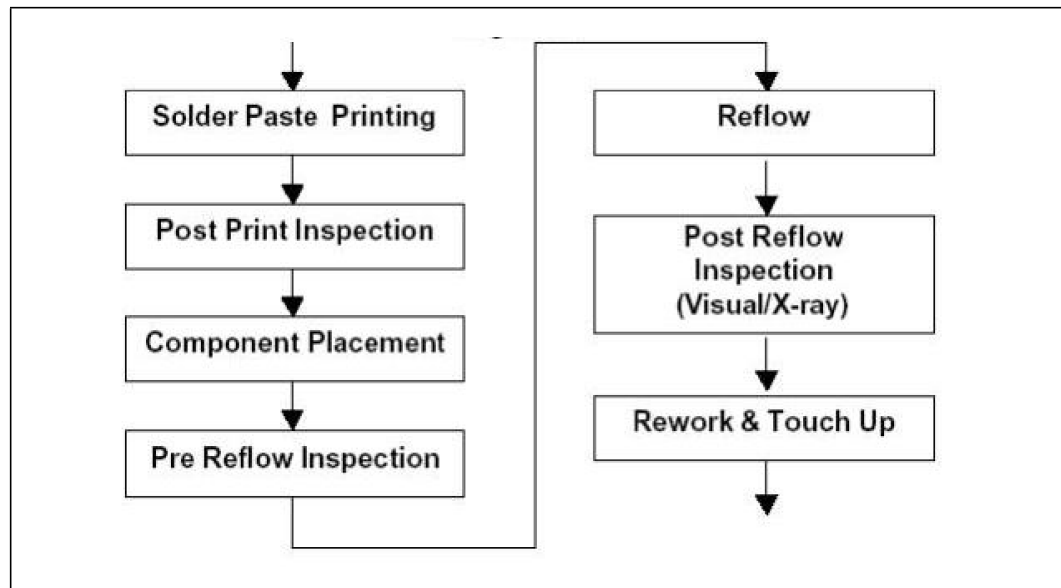 Solder Paste Printing
Post Print Inspection
Component Placement
Pre Reflow Inspection
Reflow
Post Reflow
Inspection
(Visual/X-ray)
Rework & Touch Up